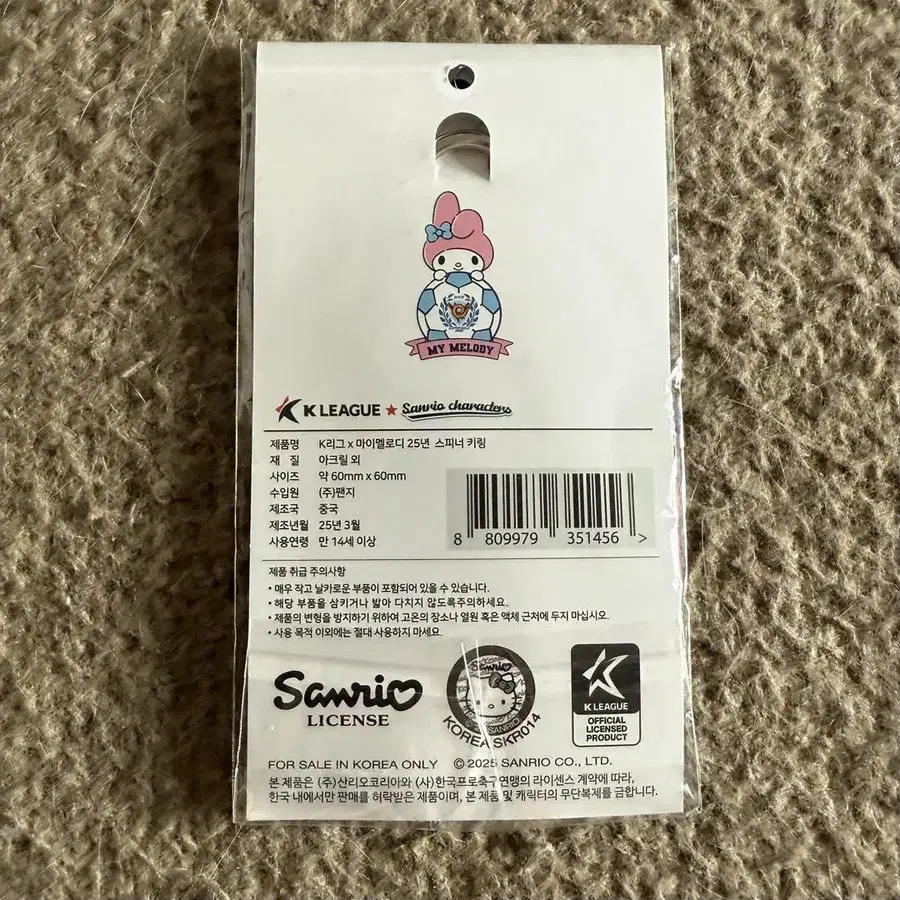 MY MELODY
K LEAGUE ★ Sanrio characters
제품명 K리그 x 마이멜로디 25년 스피너 키링
재 질 아크릴 외
사이즈 약 60mm x 60mm
수입원 (주)팬지
제조국 중국
제조년월 25년 3월
사용연령 만 14세 이상
8 809979 351456 >
제품 취급 주의사항
• 매우 작고 날카로운 부품이 포함되어 있을 수 있습니다.
• 해당 부품을 삼키거나 밟아 다치지 않도록주의하세요.
• 제품의 변형을 방지하기 위하여 고온의 장소나 열원 혹은 액체 근처에 두지 마십시오.
• 사용 목적 이외에는 절대 사용하지 마세요.
Sanrio
LICENSE
Sanrio
SANRIO
KOREA SKR014
K LEAGUE
OFFICIAL
LICENSED
PRODUCT
FOR SALE IN KOREA ONLY © 2025 SANRIO CO., LTD.
본 제품은 (주)산리오코리아와 (사)한국프로축구연맹의 라이센스 계약에 따라,
한국 내에서만 판매를 허락받은 제품이며, 본 제품 및 캐릭터의 무단복제를 금합니다.